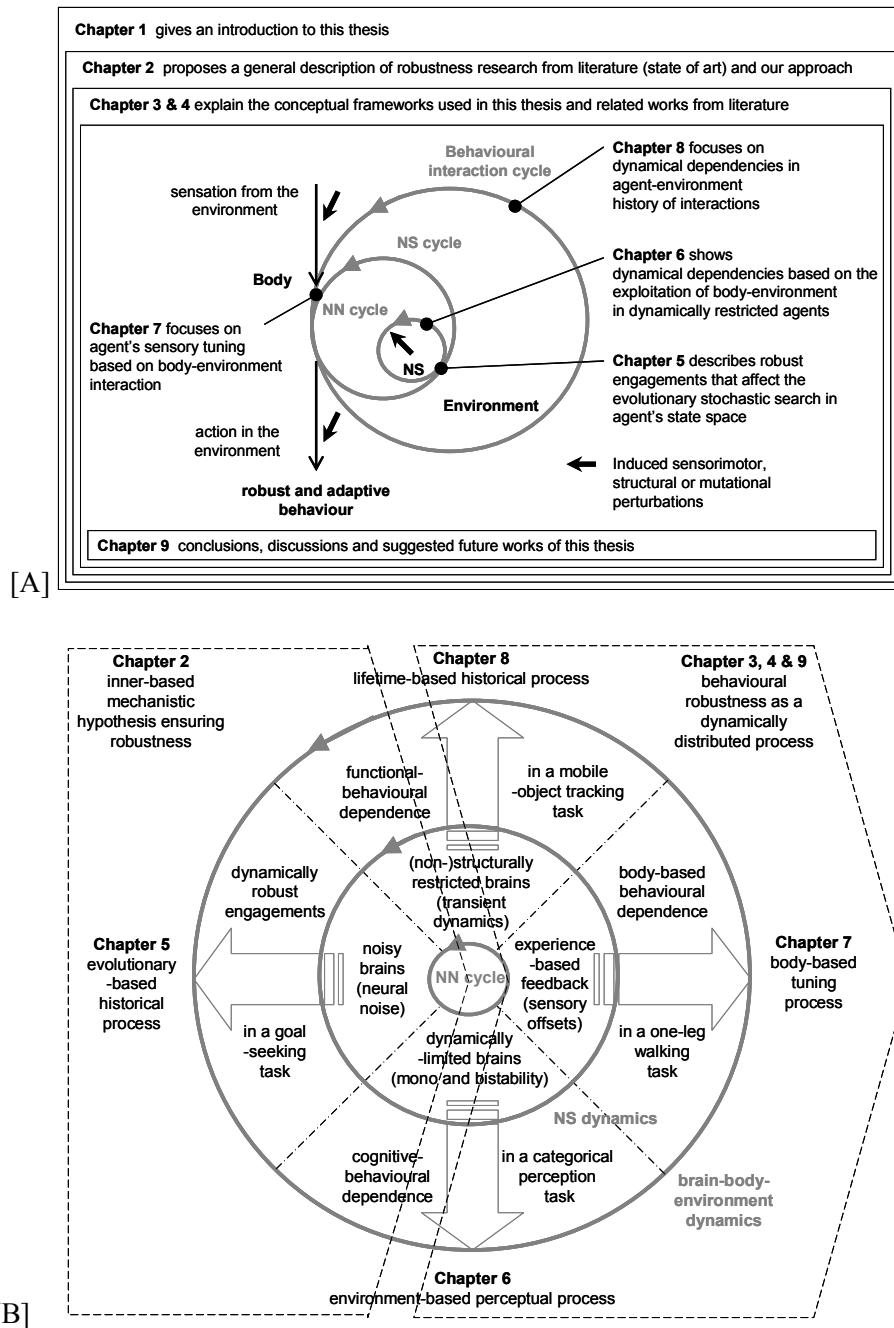 Chapter 1 gives an introduction to this thesis
Chapter 2 proposes a general description of robustness research from literature (state of art) and our approach
Chapter 3 & 4 explain the conceptual frameworks used in this thesis and related works from literature
Behavioural
interaction cycle
Chapter 8 focuses on
dynamical dependencies in
agent-environment
history of interactions
sensation from the
environment
NS cycle
Chapter 6 shows
dynamical dependencies based on the
exploitation of body-environment
in dynamically restricted agents
Body
NN cycle
Chapter 7 focuses on
agent's sensory tuning
based on body-environment
interaction
NS
Chapter 5 describes robust
engagements that affect the
evolutionary stochastic search in
agent's state space
Environment
action in the
environment
Induced sensorimotor,
structural or mutational
perturbations
robust and adaptive
behaviour
Chapter 9 conclusions, discussions and suggested future works of this thesis
[A]
Chapter 2
inner-based
mechanistic
hypothesis ensuring
robustness
Chapter 8
lifetime-based historical process
Chapter 3, 4 & 9
behavioural
robustness as a
dynamically
distributed process
functional-
behavioural
dependence
in a mobile
-object tracking
task
dynamically
robust
engagements
(non-)structurally
restricted brains
(transient
dynamics)
body-based
behavioural
dependence
Chapter 5
evolutionary
-based
historical
process
noisy
brains
(neural
noise)
NN cycle
experience
-based
feedback
(sensory
offsets)
Chapter 7
body-based
tuning
process
in a goal
-seeking
task
dynamically
-limited brains
(mono and bistability)
in a one-leg
walking
task
NS dynamics
cognitive-
behavioural
dependence
in a categorical
perception
task
brain-body-
environment
dynamics
Chapter 6
environment-based perceptual process
B]